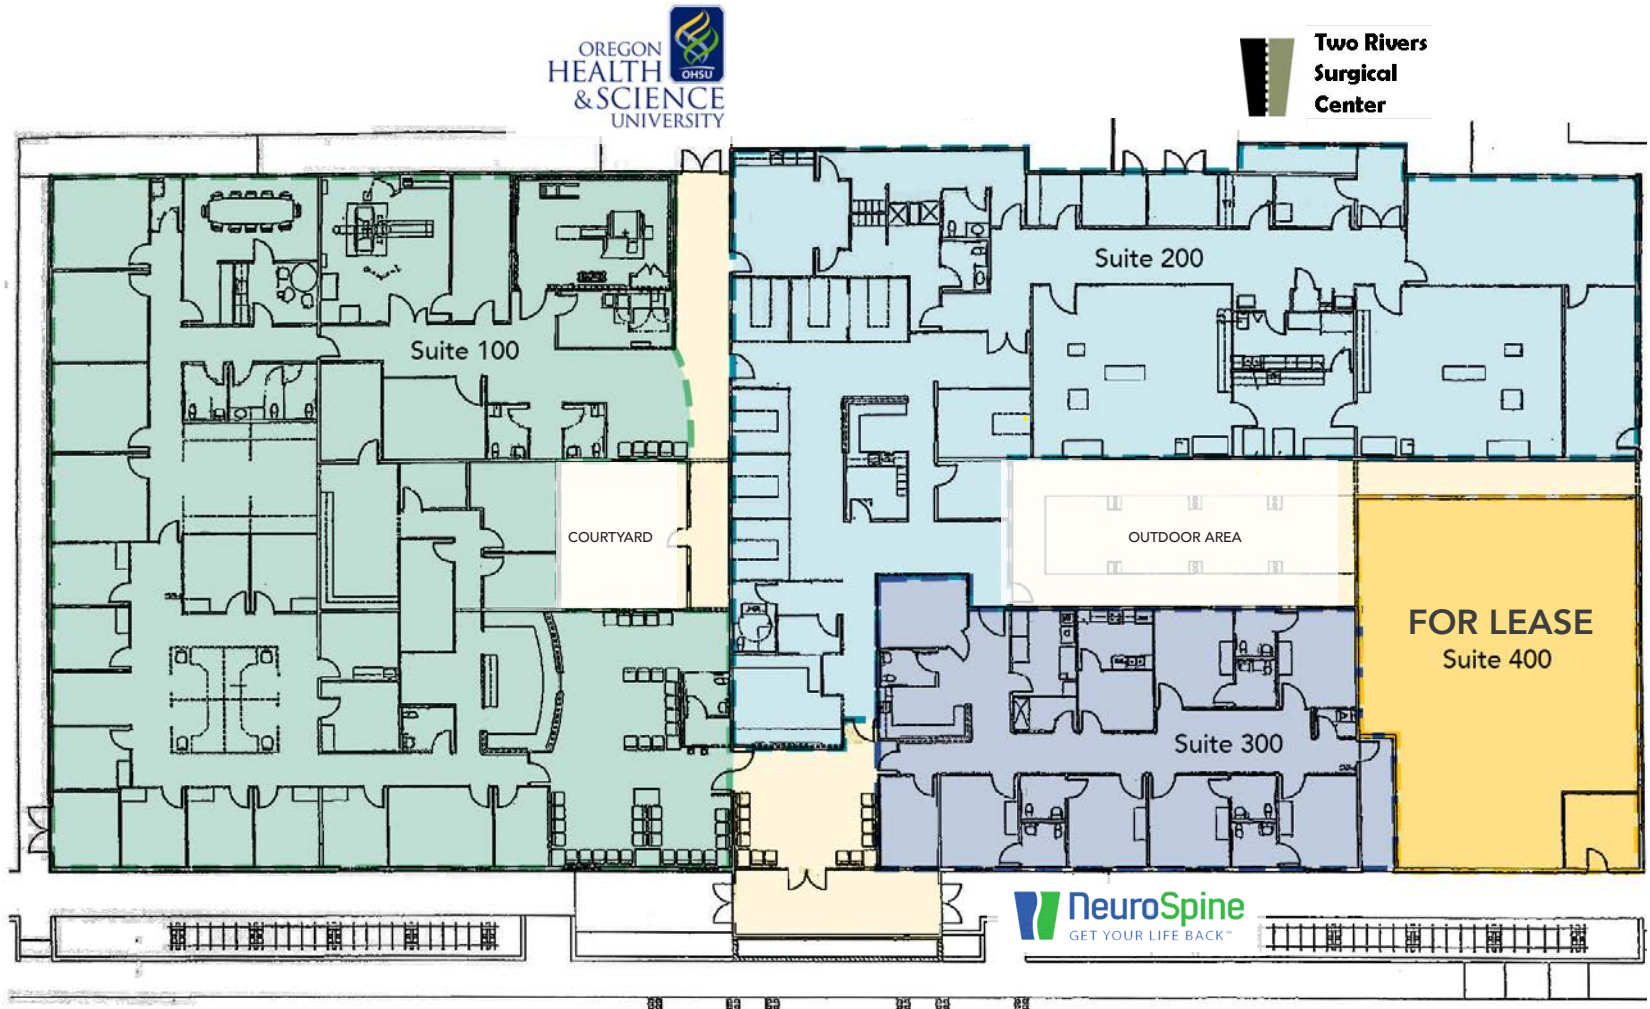 OREGON
HEALTH
& SCIENCE
UNIVERSITY
OHSU
Two Rivers
Surgical
Center
Suite 200
Suite 100
COURTYARD
OUTDOOR AREA
FOR LEASE
Suite 400
Suite 300
NeuroSpine
GET YOUR LIFE BACK™